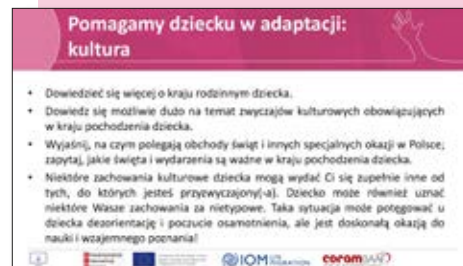 Pomagamy dziecku w adaptacji:
kultura
• Dowiedzieć się więcej o kraju rodzinnym dziecka.
• Dowiedz się możliwie dużo na temat zwyczajów kulturowych obowiązujących
w kraju pochodzenia dziecka.
• Wyjaśnij, na czym polegają obchody świąt i innych specjalnych okazji w Polsce;
zapytaj, jakie święta i wydarzenia są ważne w kraju pochodzenia dziecka.
• Niektóre zachowania kulturowe dziecka mogą wydać Ci się zupełnie inne od
tych, do których jesteś przyzwyczajony(-a). Dziecko może również uznać
niektóre Wasze zachowania za nietypowe. Taka sytuacja może potęgować u
dziecka dezorientację i poczucie osamotnienia, ale jest doskonałą okazją do
nauki i wzajemnego poznania!
IOM UN MIGRATION coram